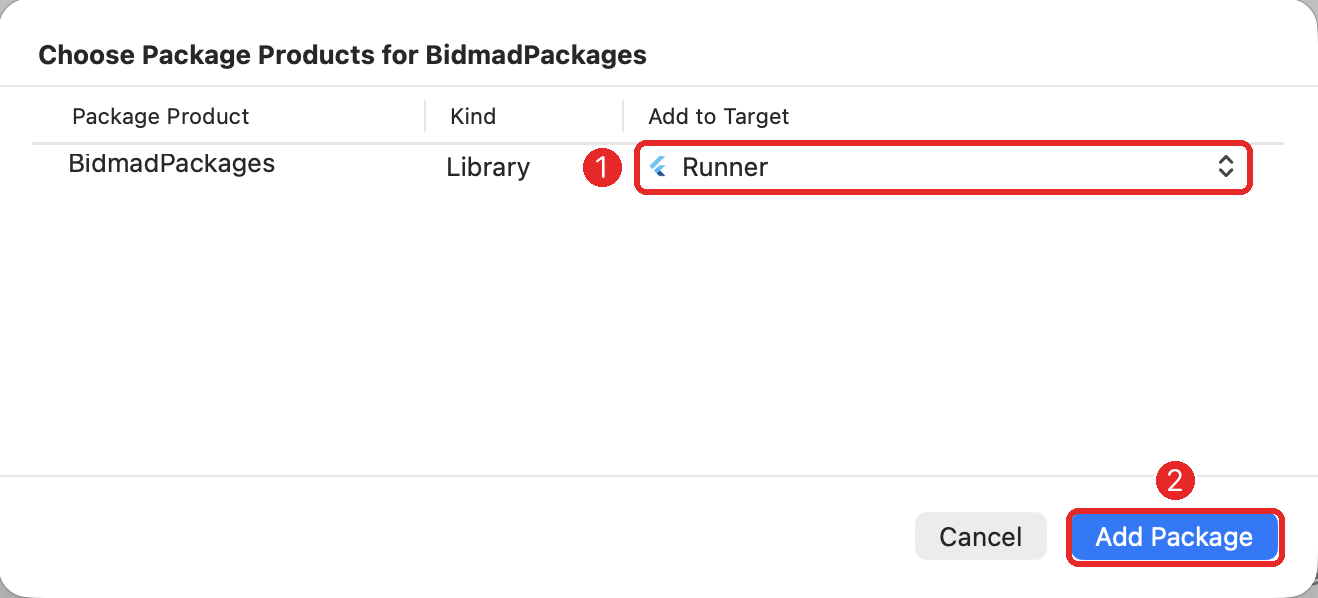 Choose Package Products for BidmadPackages
Package Product Kind Add to Target
BidmadPackages Library 1 Runner
2
Cancel Add Package